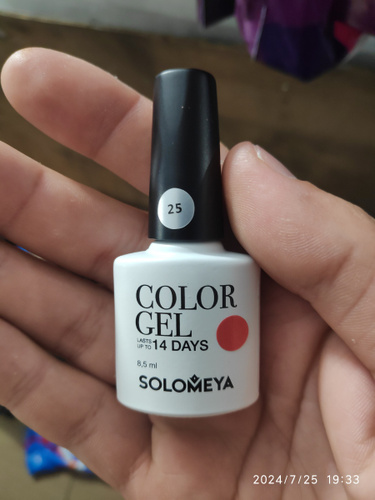 25
COLOR
GEL
LASTS
UP TO 14 DAYS
8,5 ml
SOLOMEYA
2024/7/25 19:33